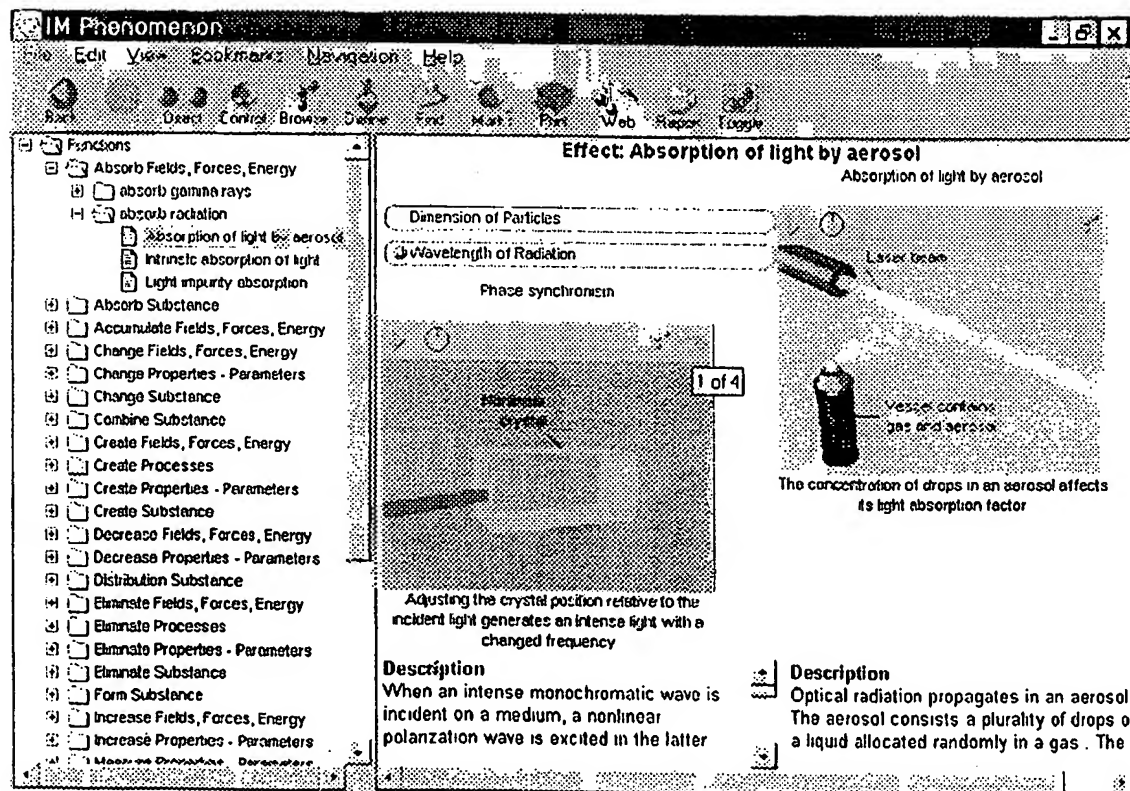 IM Phenomenon
File Edit View Bookmarks Navigation Help
Back Direct Control Browse Define Find Mark Print Web Report Toggle
Functions
Absorb Fields, Forces, Energy
absorb gamma rays
absorb radiation
Absorption of light by aerosol
Intrinsic absorption of light
Light impurity absorption
Absorb Substance
Accumulate Fields, Forces, Energy
Change Fields, Forces, Energy
Change Properties - Parameters
Change Substance
Combine Substance
Create Fields, Forces, Energy
Create Processes
Create Properties - Parameters
Create Substance
Decrease Fields, Forces, Energy
Decrease Properties - Parameters
Distribution Substance
Eliminate Fields, Forces, Energy
Eliminate Processes
Eliminate Properties - Parameters
Eliminate Substance
Form Substance
Increase Fields, Forces, Energy
Increase Properties - Parameters
Measure Properties - Parameters
Effect: Absorption of light by aerosol
Dimension of Particles
Wavelength of Radiation
Phase synchronism
Nonlinear
crystal
1 of 4
Adjusting the crystal position relative to the
incident light generates an intense light with a
changed frequency
Description
When an intense monochromatic wave is
incident on a medium, a nonlinear
polarization wave is excited in the latter
Absorption of light by aerosol
Laser beam
Vessel contains
gas and aerosol
The concentration of drops in an aerosol effects
its light absorption factor
Description
Optical radiation propagates in an aerosol
The aerosol consists a plurality of drops o
a liquid allocated randomly in a gas . The